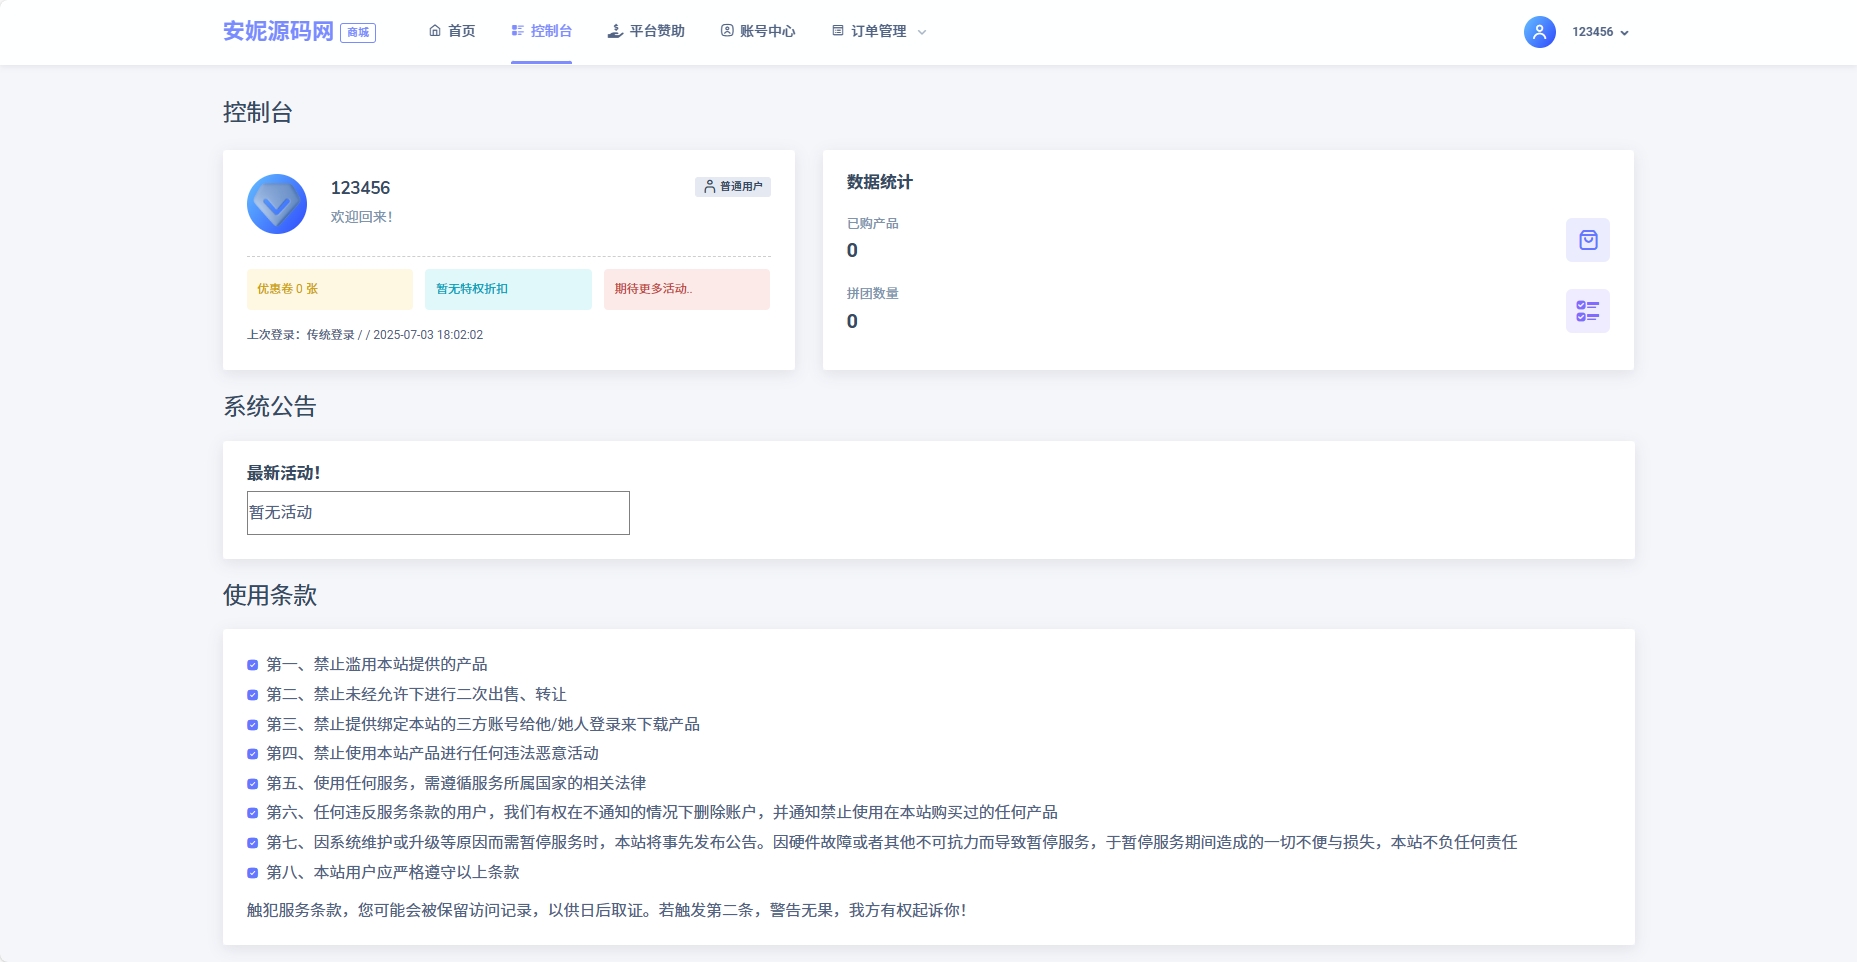 安妮源码网 商城 首页 控制台 平台赞助 账号中心 订单管理 123456
控制台
123456 普通用户
欢迎回来!
优惠卷 0 张 暂无特权折扣 期待更多活动..
上次登录：传统登录 / / 2025-07-03 18:02:02
数据统计
已购产品
0
拼团数量
0
系统公告
最新活动!
暂无活动
使用条款
第一、禁止滥用本站提供的产品
第二、禁止未经允许下进行二次出售、转让
第三、禁止提供绑定本站的三方账号给他/她人登录来下载产品
第四、禁止使用本站产品进行任何违法恶意活动
第五、使用任何服务，需遵循服务所属国家的相关法律
第六、任何违反服务条款的用户，我们有权在不通知的情况下删除账户，并通知禁止使用在本站购买过的任何产品
第七、因系统维护或升级等原因而需暂停服务时，本站将事先发布公告。因硬件故障或者其他不可抗力而导致暂停服务，于暂停服务期间造成的一切不便与损失，本站不负任何责任
第八、本站用户应严格遵守以上条款
触犯服务条款，您可能会被保留访问记录，以供日后取证。若触发第二条，警告无果，我方有权起诉你!